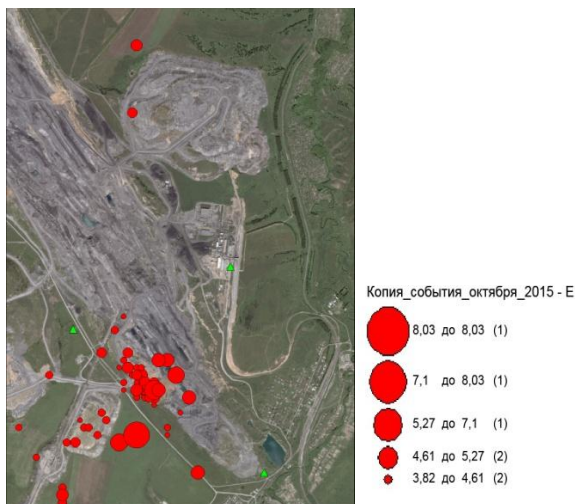 Копия_события_октября_2015 - E
8,03 до 8,03 (1)
7,1 до 8,03 (1)
5,27 до 7,1 (1)
4,61 до 5,27 (2)
3,82 до 4,61 (2)